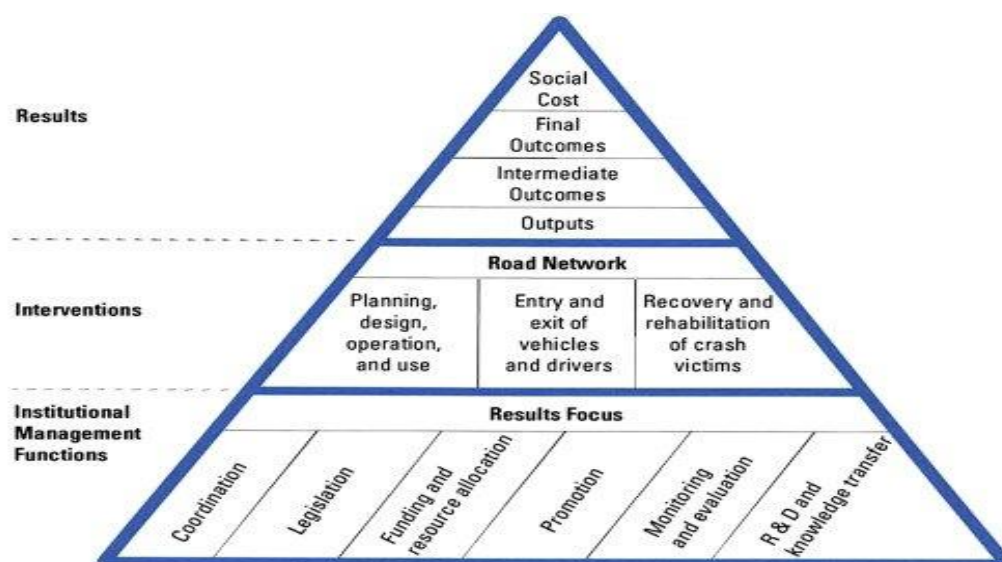 Results
Social
Cost
Final
Outcomes
Intermediate
Outcomes
Outputs
Interventions
Road Network
Planning,
design,
operation,
and use
Entry and
exit of
vehicles
and drivers
Recovery and
rehabilitation
of crash
victims
Institutional
Management
Functions
Results Focus
Coordination
Legislation
Funding and
resource allocation
Promotion
Monitoring
and evaluation
R & D and
knowledge transfer